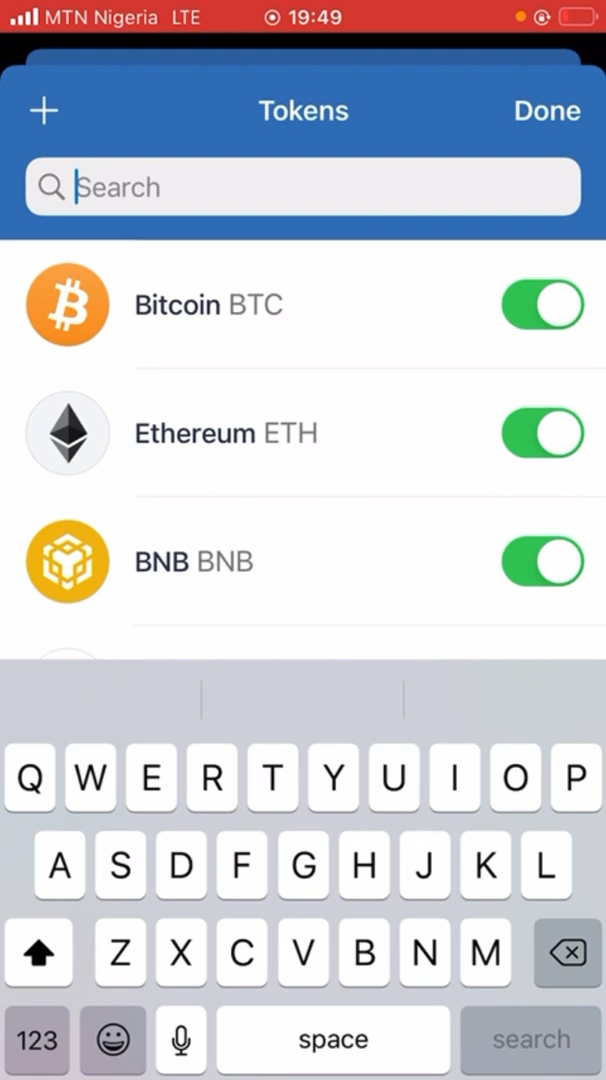 MTN Nigeria LTE 19:49
Tokens Done
Search
Bitcoin BTC
Ethereum ETH
BNB BNB
Q W E R T Y U I O P
A S D F G H J K L
Z X C V B N M
123 space search